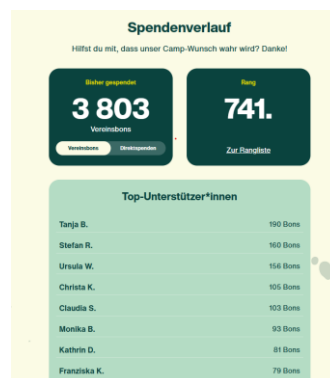 Spendenverlauf
Hilfst du mit, dass unser Camp-Wunsch wahr wird? Danke!
Bisher gespendet
3 803
Vereinsbons
Vereinsbons Direktspenden
Rang
741.
Zur Rangliste
Top-Unterstützer*innen
Tanja B. 190 Bons
Stefan R. 160 Bons
Ursula W. 156 Bons
Christa K. 105 Bons
Claudia S. 103 Bons
Monika B. 93 Bons
Kathrin D. 81 Bons
Franziska K. 79 Bons